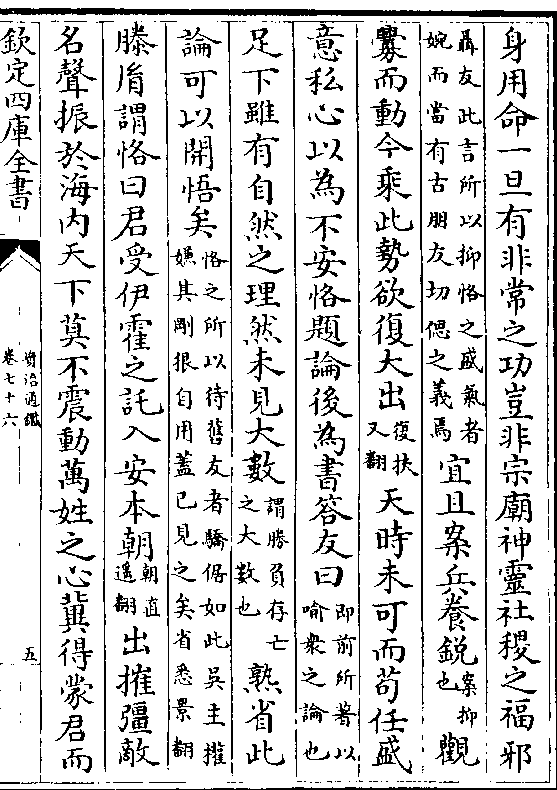 身用命一旦有非常之功豈非宗廟神靈社稷之福邪
聶友此言所以抑恪之盛氣者
婉而當有古朋友切偲之義焉
宜且案兵養銳
案抑
也
觀
釁而動今乘此勢欲復大出
復扶
又翻
天時未可而苟任盛
意私心以為不安恪題論後為書答友曰
即前所著以
喻衆之論也
足下雖有自然之理然未見大數
謂勝負存亡
之大數也
熟省此
論可以開悟矣
恪之所以待舊友者驕倨如此吳主權
嫌其剛很自用蓋已見之矣省悉景翻
滕胤謂恪曰君受伊霍之託入安本朝
朝直
遥翻
出摧彊敵
名聲振於海内天下莫不震動萬姓之心冀得蒙君而
欽定四庫全書
資治通鑑
卷七十六
五